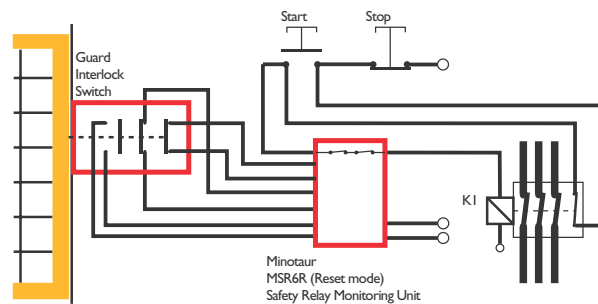 Start
Stop
Guard
Interlock
Switch
K1
Minotaur
MSR6R (Reset mode)
Safety Relay Monitoring Unit